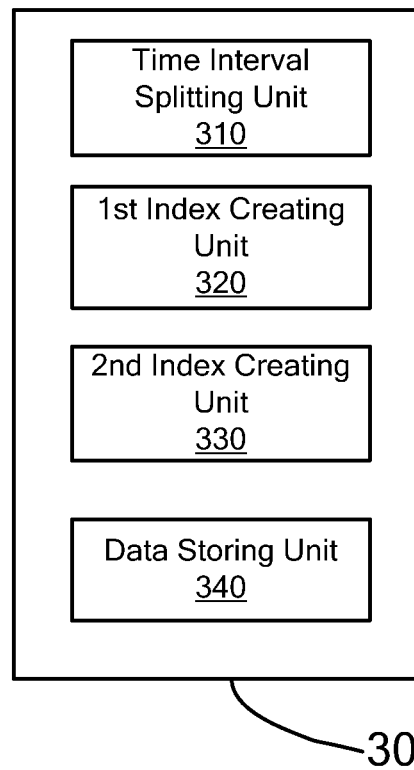 Time Interval
Splitting Unit
310
1st Index Creating
Unit
320
2nd Index Creating
Unit
330
Data Storing Unit
340
30